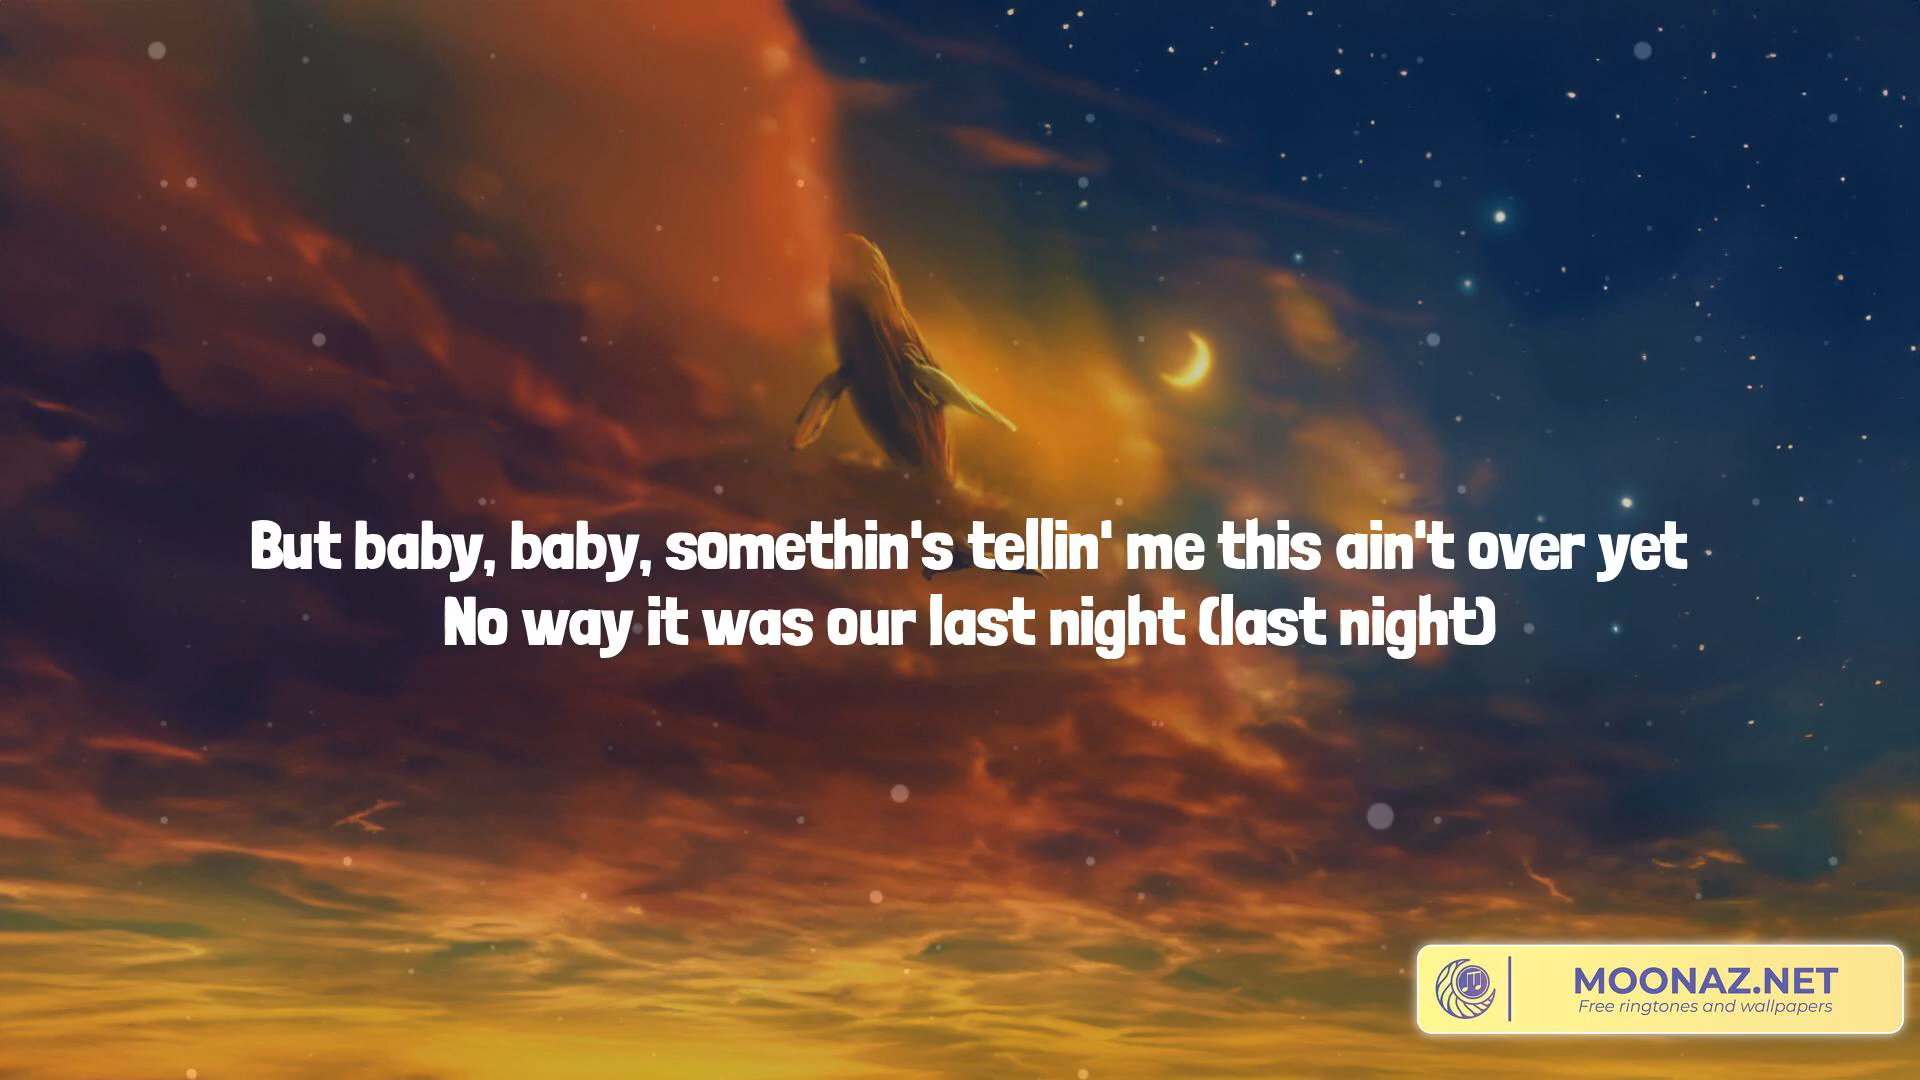 But baby, baby, somethin's tellin' me this ain't over yet
No way it was our last night (last night)
MOONAZ.NET
Free ringtones and wallpapers